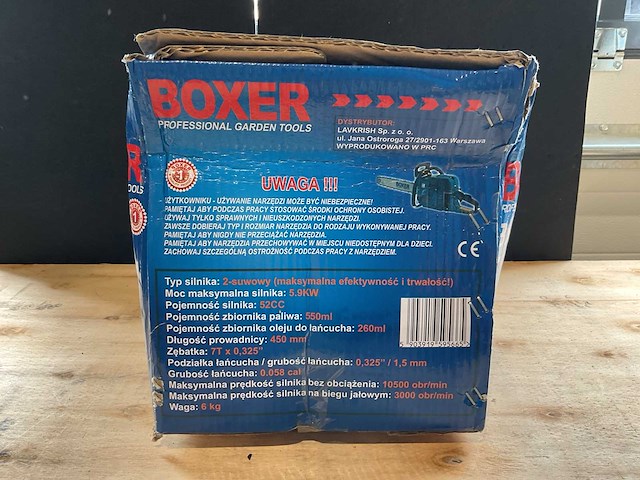 BOXER
PROFESSIONAL GARDEN TOOLS
DYSTRYBUTOR:
LAVKRISH Sp. z o. o.
ul. Jana Ostroroga 27/2901-163 Warszawa
WYPRODUKOWANO W PRC
UWAGA !!!
UŻYTKOWNIKU - UŻYWANIE NARZĘDZI MOŻE BYĆ NIEBEZPIECZNE!
PAMIĘTAJ ABY PODCZAS PRACY STOSOWAĆ ŚRODKI OCHRONY OSOBISTEJ.
UŻYWAJ TYLKO SPRAWNYCH I NIEUSZKODZONYCH NARZĘDZI.
ZAWSZE DOBIERAJ TYP I ROZMIAR NARZĘDZIA DO RODZAJU WYKONYWANEJ PRACY.
PAMIĘTAJ ABY NIGDY NIE PRZECIĄŻAĆ NARZĘDZIA.
PAMIĘTAJ ABY NARZĘDZIA PRZECHOWYWAĆ W MIEJSCU NIEDOSTĘPNYM DLA DZIECI.
ZACHOWAJ SZCZEGÓLNĄ OSTROŻNOŚĆ PODCZAS PRACY Z NARZĘDZIEM.
CE
Typ silnika: 2-suwowy (maksymalna efektywność i trwałość!)
Moc maksymalna silnika: 5.9KW
Pojemność silnika: 52CC
Pojemność zbiornika paliwa: 550ml
Pojemność zbiornika oleju do łańcucha: 260ml
Długość prowadnicy: 450 mm
Zębatka: 7T x 0,325"
Podziałka łańcucha / grubość łańcucha: 0,325" / 1,5 mm
Grubość łańcucha: 0.058 cal
Maksymalna prędkość silnika bez obciążenia: 10500 obr/min
Maksymalna prędkość silnika na biegu jałowym: 3000 obr/min
Waga: 6 kg
5 903919 595665